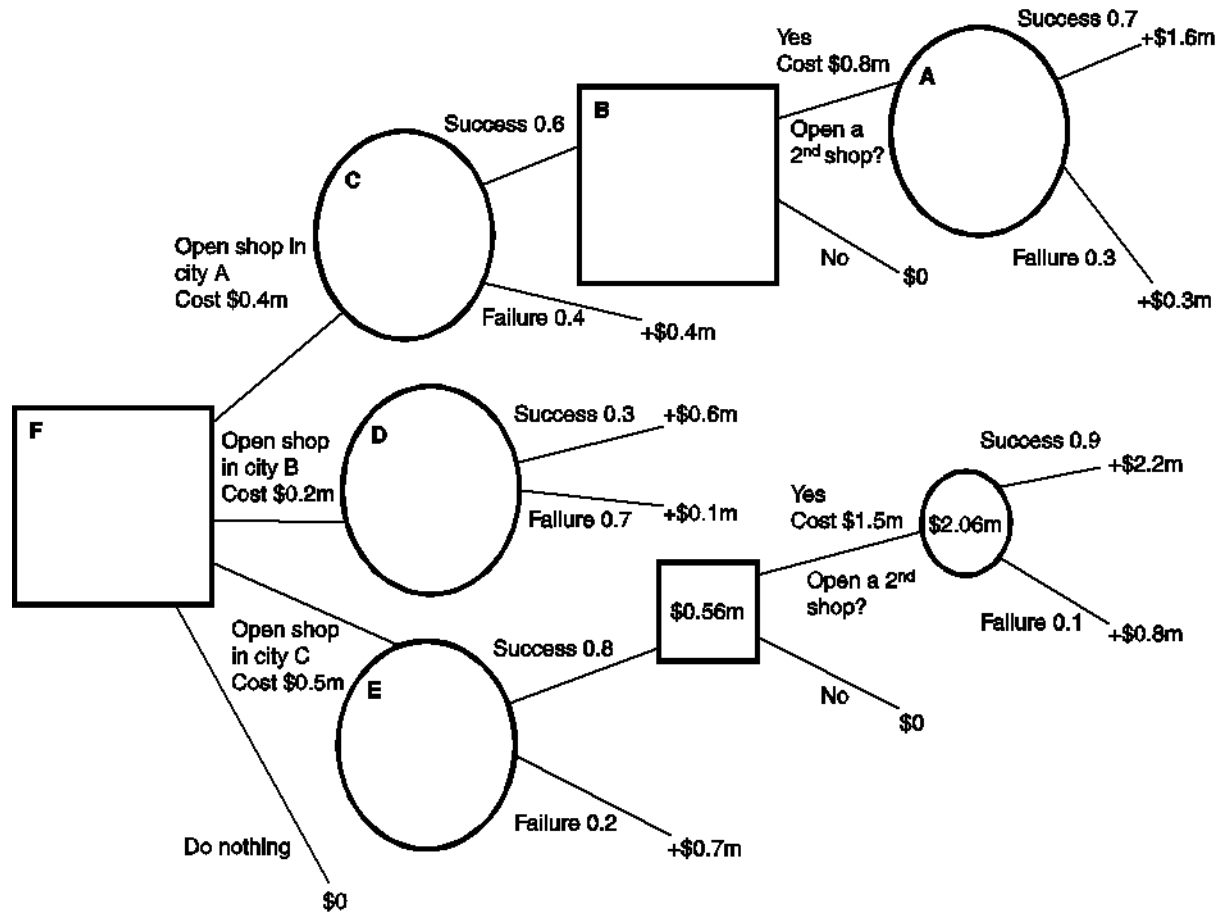 Success 0.7
+$1.6m
Yes
Cost $0.8m
A
B
Success 0.6
Open a
2nd shop?
C
No
$0
Failure 0.3
+$0.3m
Open shop in
city A
Cost $0.4m
Failure 0.4
+$0.4m
F
Open shop
in city B
Cost $0.2m
D
Success 0.3
+$0.6m
Failure 0.7
+$0.1m
Success 0.9
+$2.2m
Yes
Cost $1.5m
$2.06m
Open a 2nd
shop?
$0.56m
Failure 0.1
+$0.8m
Open shop
in city C
Cost $0.5m
Success 0.8
E
No
$0
Failure 0.2
+$0.7m
Do nothing
$0